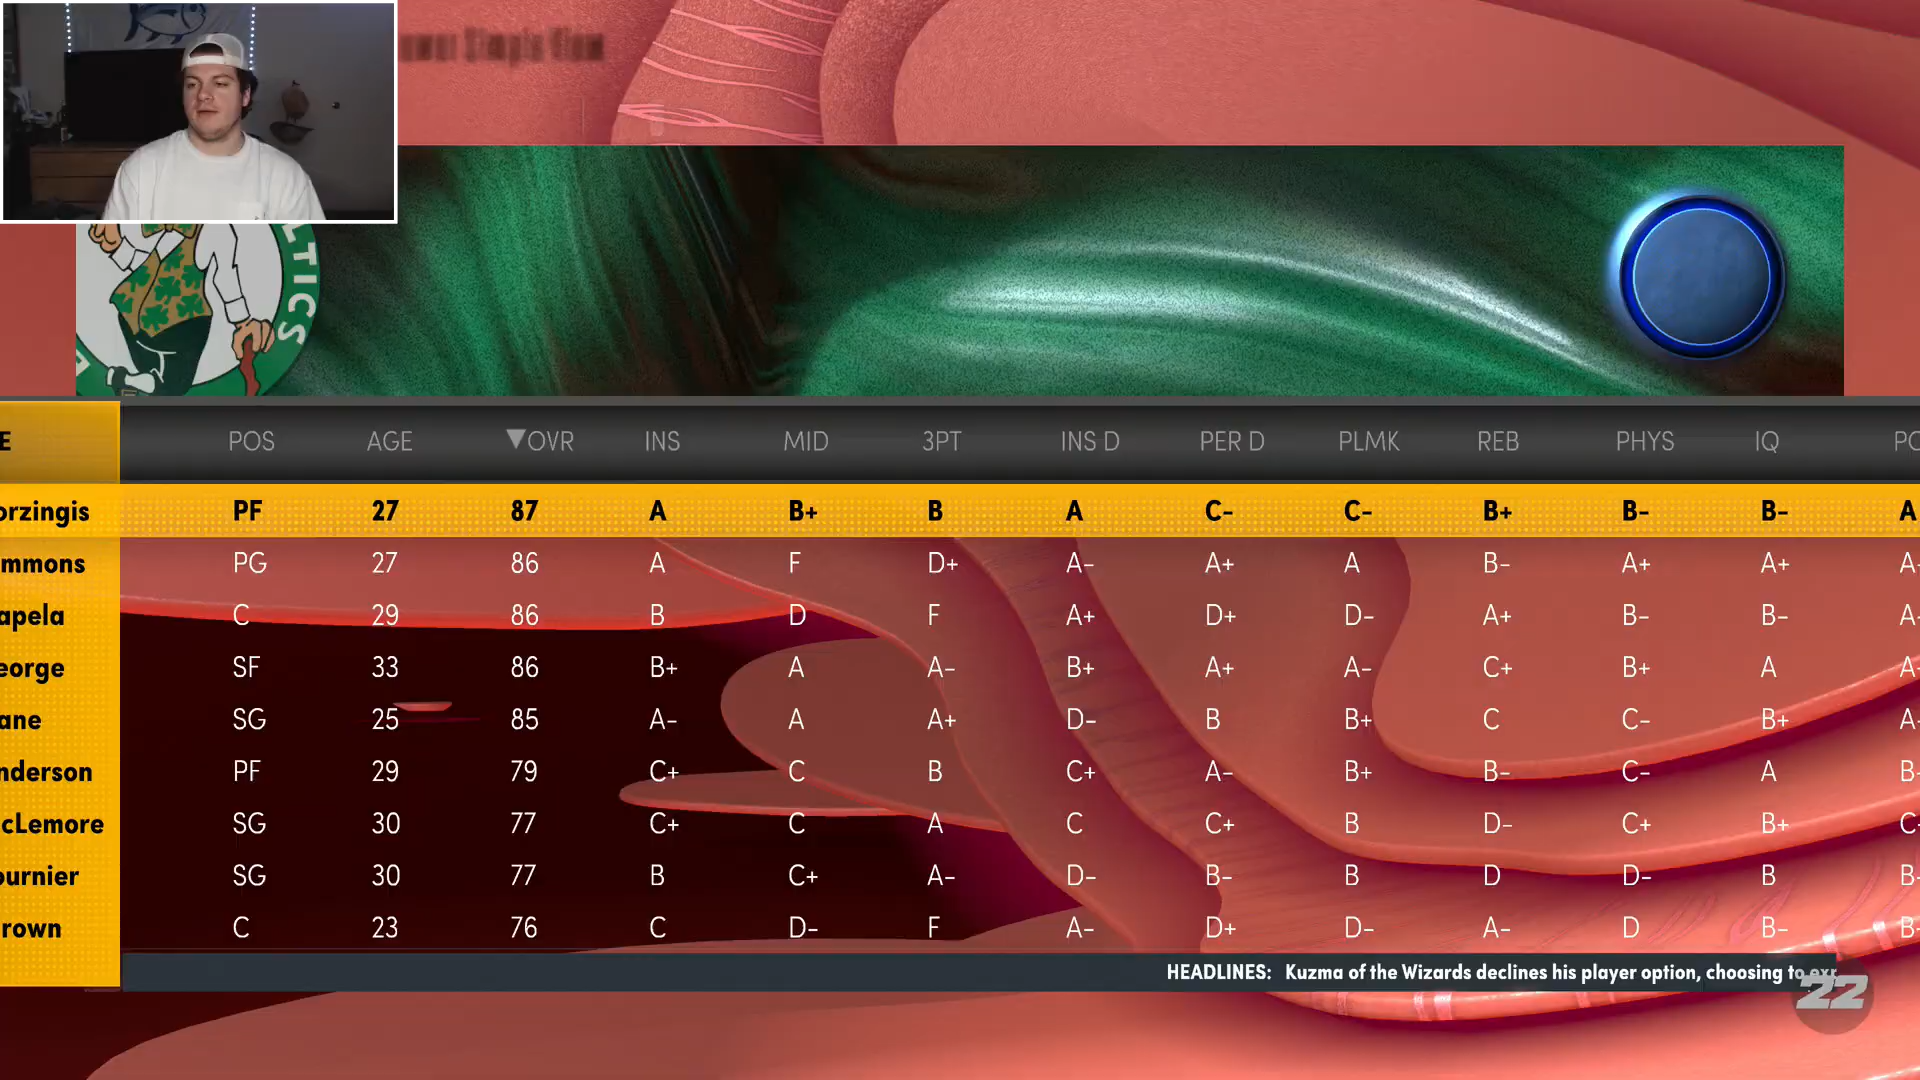 LTICS
E POS AGE ▼OVR INS MID 3PT INS D PER D PLMK REB PHYS IQ PO
orzingis PF 27 87 A B+ B A C- C- B+ B- B- A
mmons PG 27 86 A F D+ A- A+ A B- A+ A+ A-
apela C 29 86 B D F A+ D+ D- A+ B- B- A-
eorge SF 33 86 B+ A A- B+ A+ A- C+ B+ A A-
ane SG 25 85 A- A A+ D- B B+ C C- B+ A-
nderson PF 29 79 C+ C B C+ A- B+ B- C- A B-
cLemore SG 30 77 C+ C A C C+ B D- C+ B+ C-
ournier SG 30 77 B C+ A- D- B- B D D- B B-
rown C 23 76 C D- F A- D+ D- A- D B- B-
HEADLINES: Kuzma of the Wizards declines his player option, choosing to
22